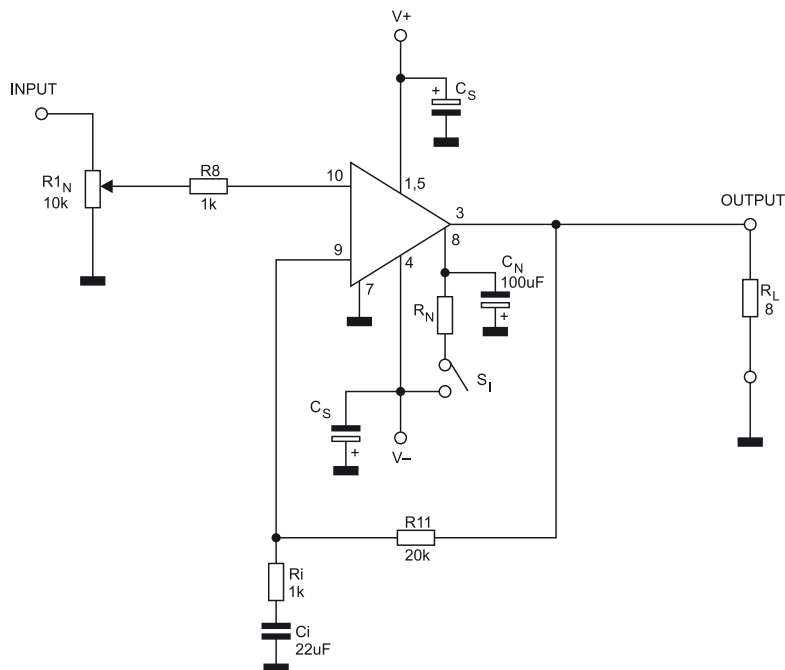 V+
INPUT
+
C_S
R1_N
10k
R8
1k
10
1,5
3
OUTPUT
9
4
8
7
C_N
100uF
+
R_N
R_L
8
S_I
C_S
+
V–
R11
20k
Ri
1k
Ci
22uF